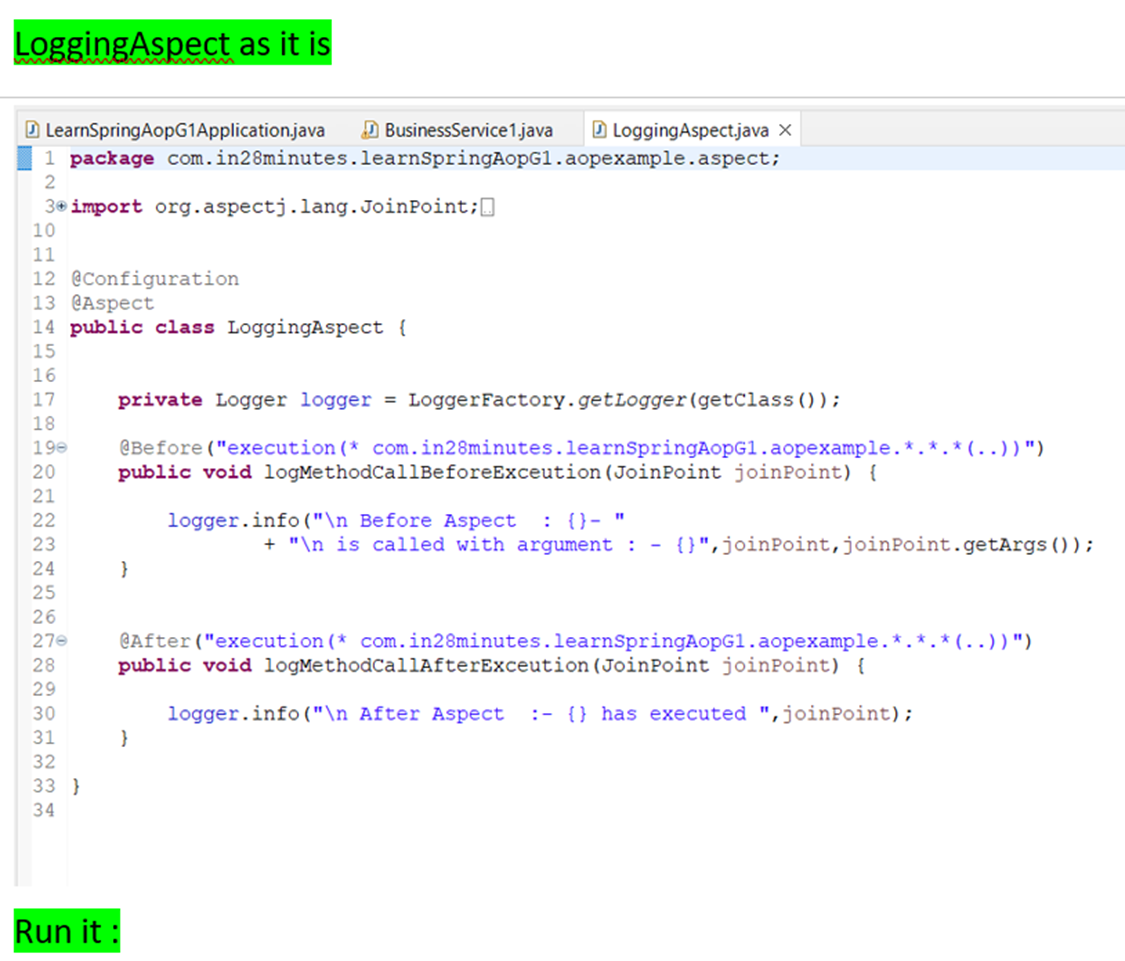 LoggingAspect as it is
LearnSpringAopG1Application.java BusinessService1.java LoggingAspect.java
1 package com.in28minutes.learnSpringAopG1.aopexample.aspect;
2
3 import org.aspectj.lang.JoinPoint;
10
11
12 @Configuration
13 @Aspect
14 public class LoggingAspect {
15
16
17 private Logger logger = LoggerFactory.getLogger(getClass());
18
19 @Before("execution(* com.in28minutes.learnSpringAopG1.aopexample.*.*.*(..))")
20 public void logMethodCallBeforeExceution(JoinPoint joinPoint) {
21
22 logger.info("\n Before Aspect  : {}- "
23 + "\n is called with argument : - {}",joinPoint,joinPoint.getArgs());
24 }
25
26
27 @After("execution(* com.in28minutes.learnSpringAopG1.aopexample.*.*.*(..))")
28 public void logMethodCallAfterExceution(JoinPoint joinPoint) {
29
30 logger.info("\n After Aspect  :- {} has executed ",joinPoint);
31 }
32
33 }
34
Run it :